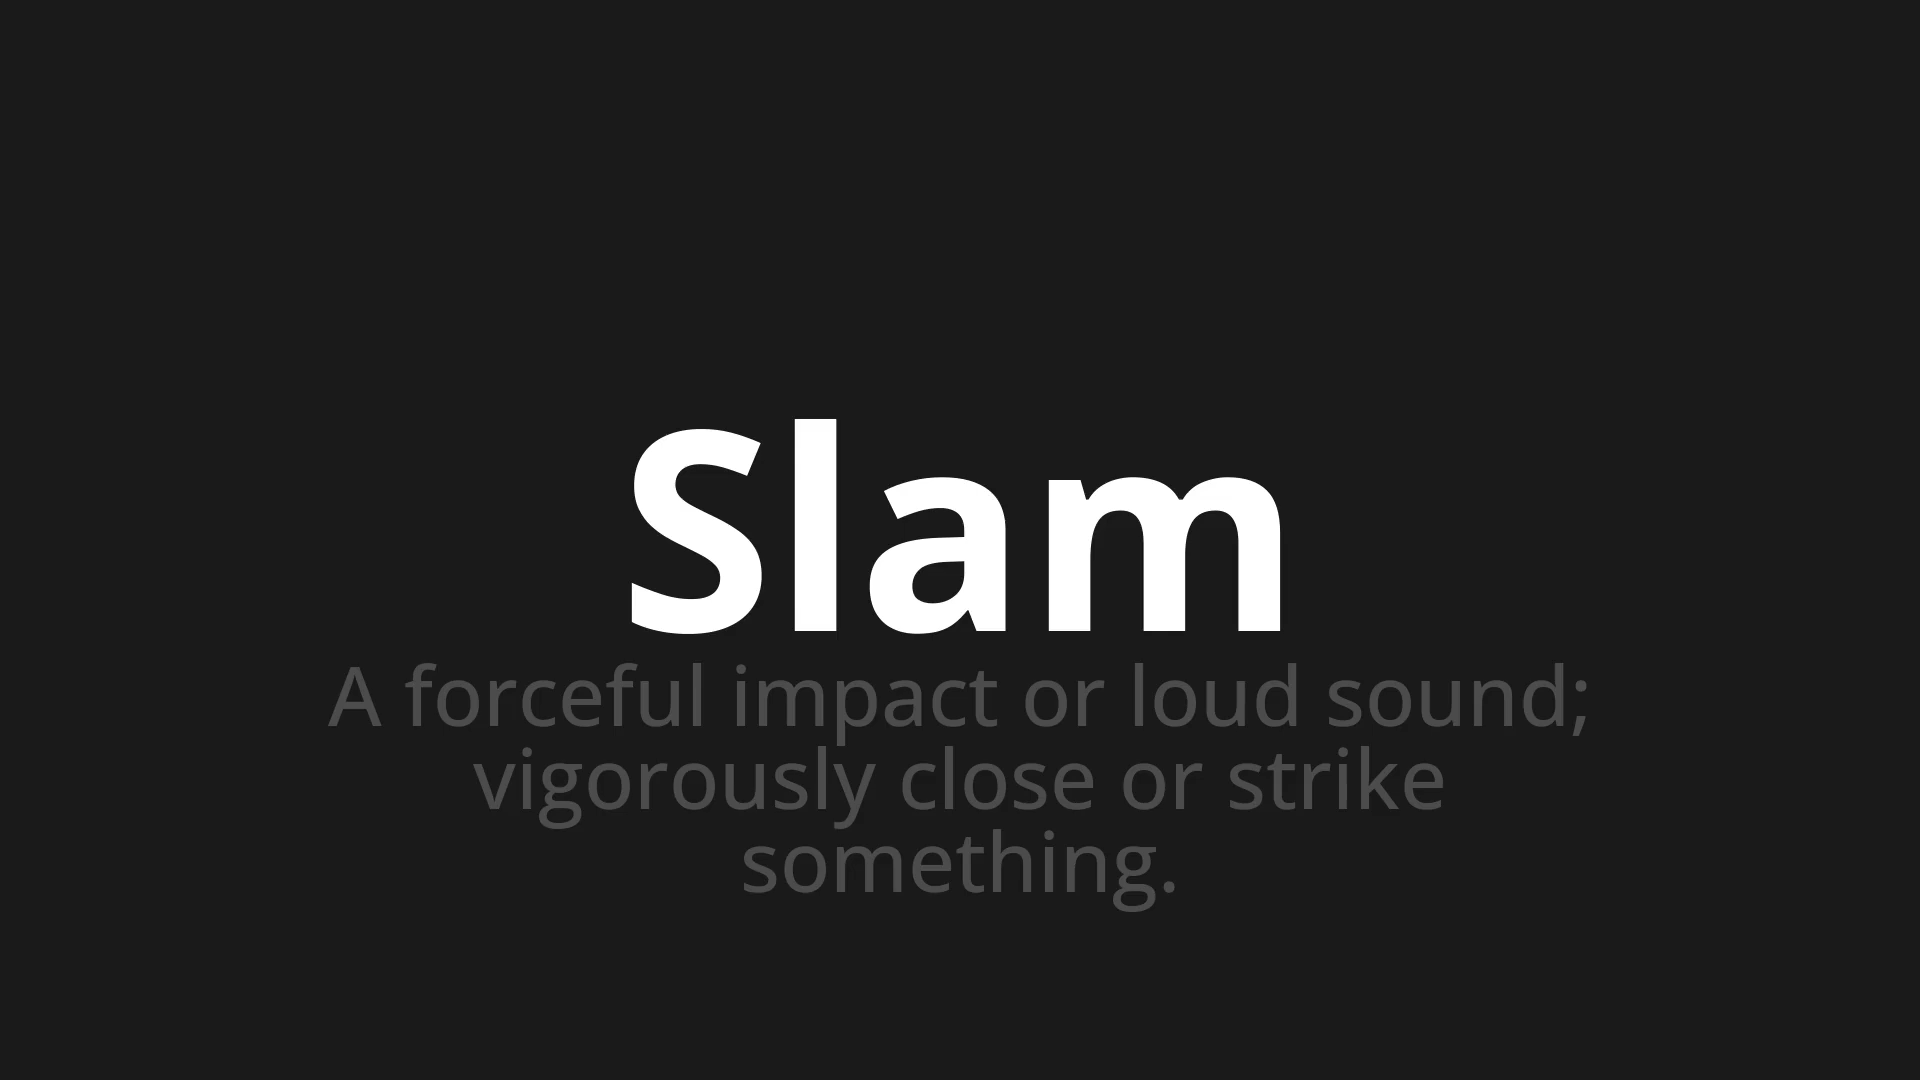 Slam
A forceful impact or loud sound;
vigorously close or strike
something.